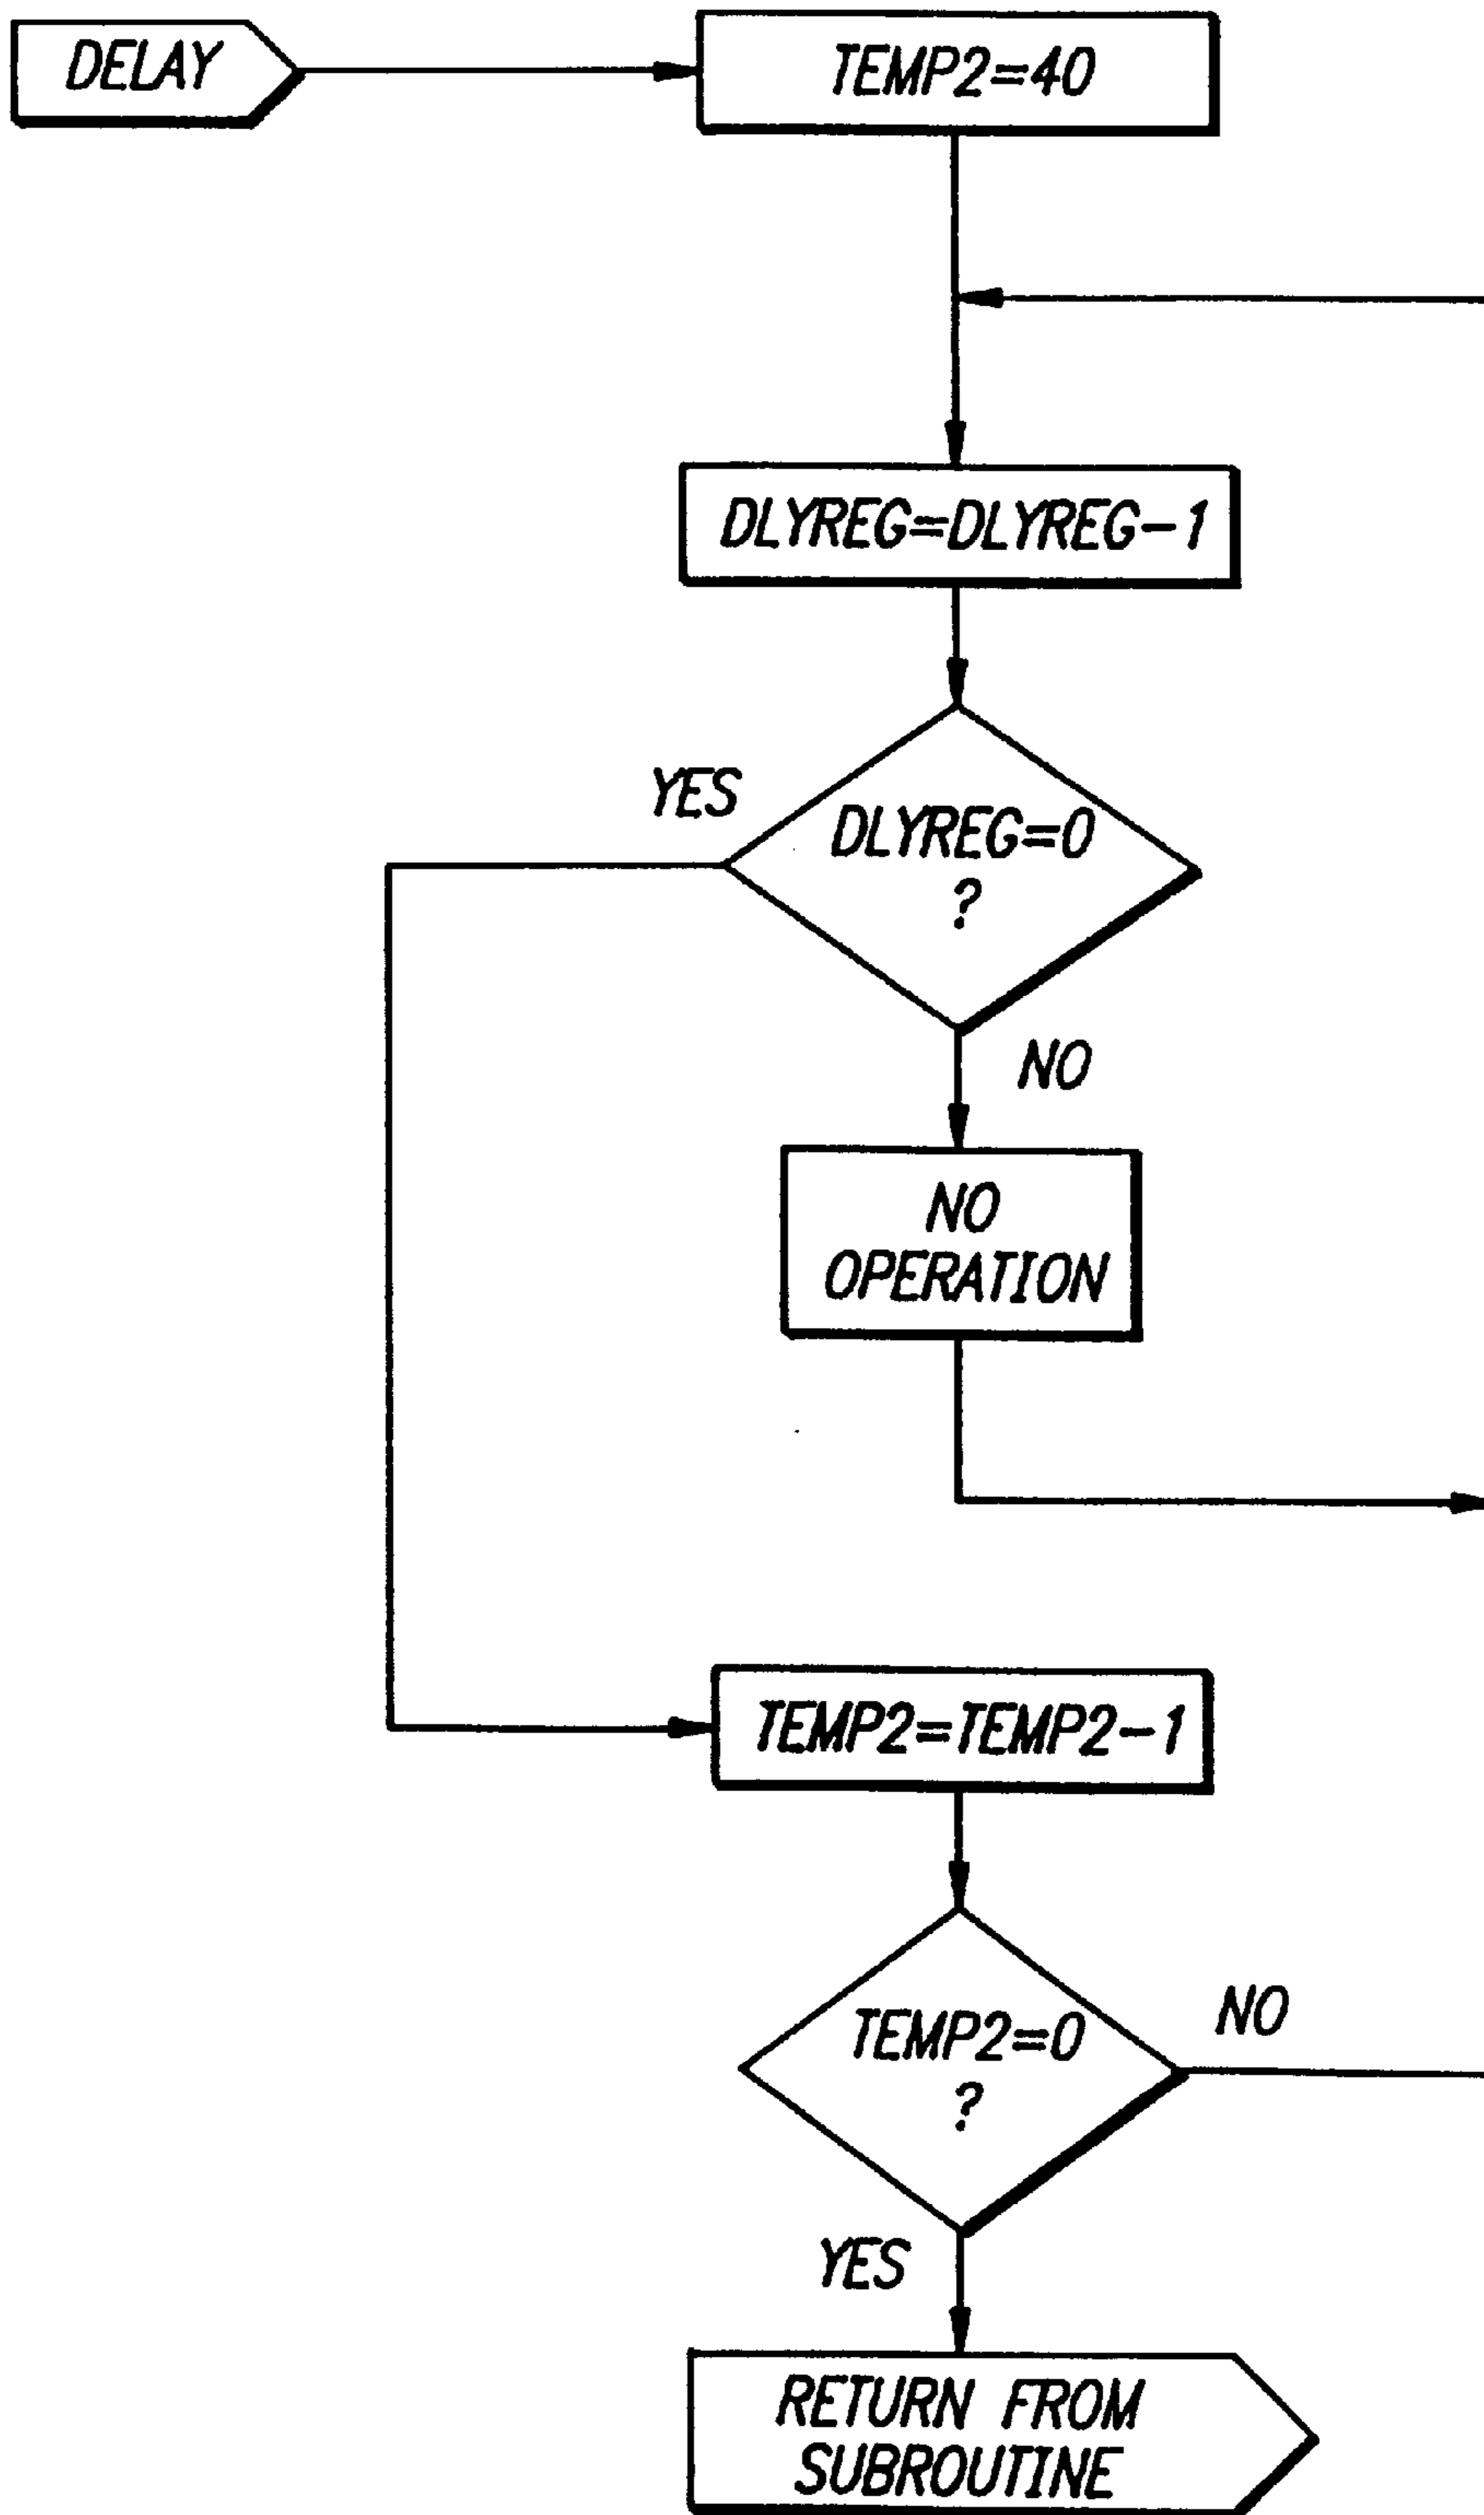 DELAY
TEMP2=40
DLYREG=DLYREG-1
YES
DLYREG=0
?
NO
NO
OPERATION
TEMP2=TEMP2-1
TEMP2=0
?
NO
YES
RETURN FROM
SUBROUTINE